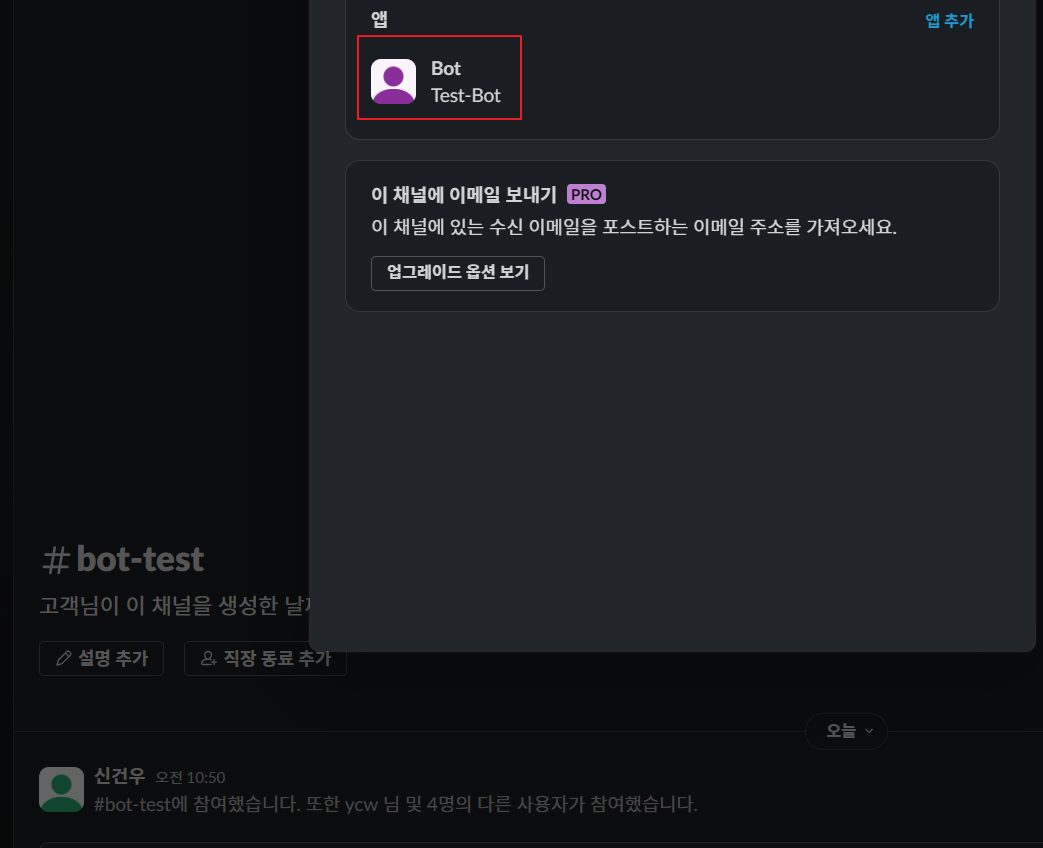 앱
앱 추가
Bot
Test-Bot
이 채널에 이메일 보내기 PRO
이 채널에 있는 수신 이메일을 포스트하는 이메일 주소를 가져오세요.
업그레이드 옵션 보기
#bot-test
고객님이 이 채널을 생성한
설명 추가
직장 동료 추가
오늘
신건우 오전 10:50
#bot-test에 참여했습니다. 또한 ycw 님 및 4명의 다른 사용자가 참여했습니다.